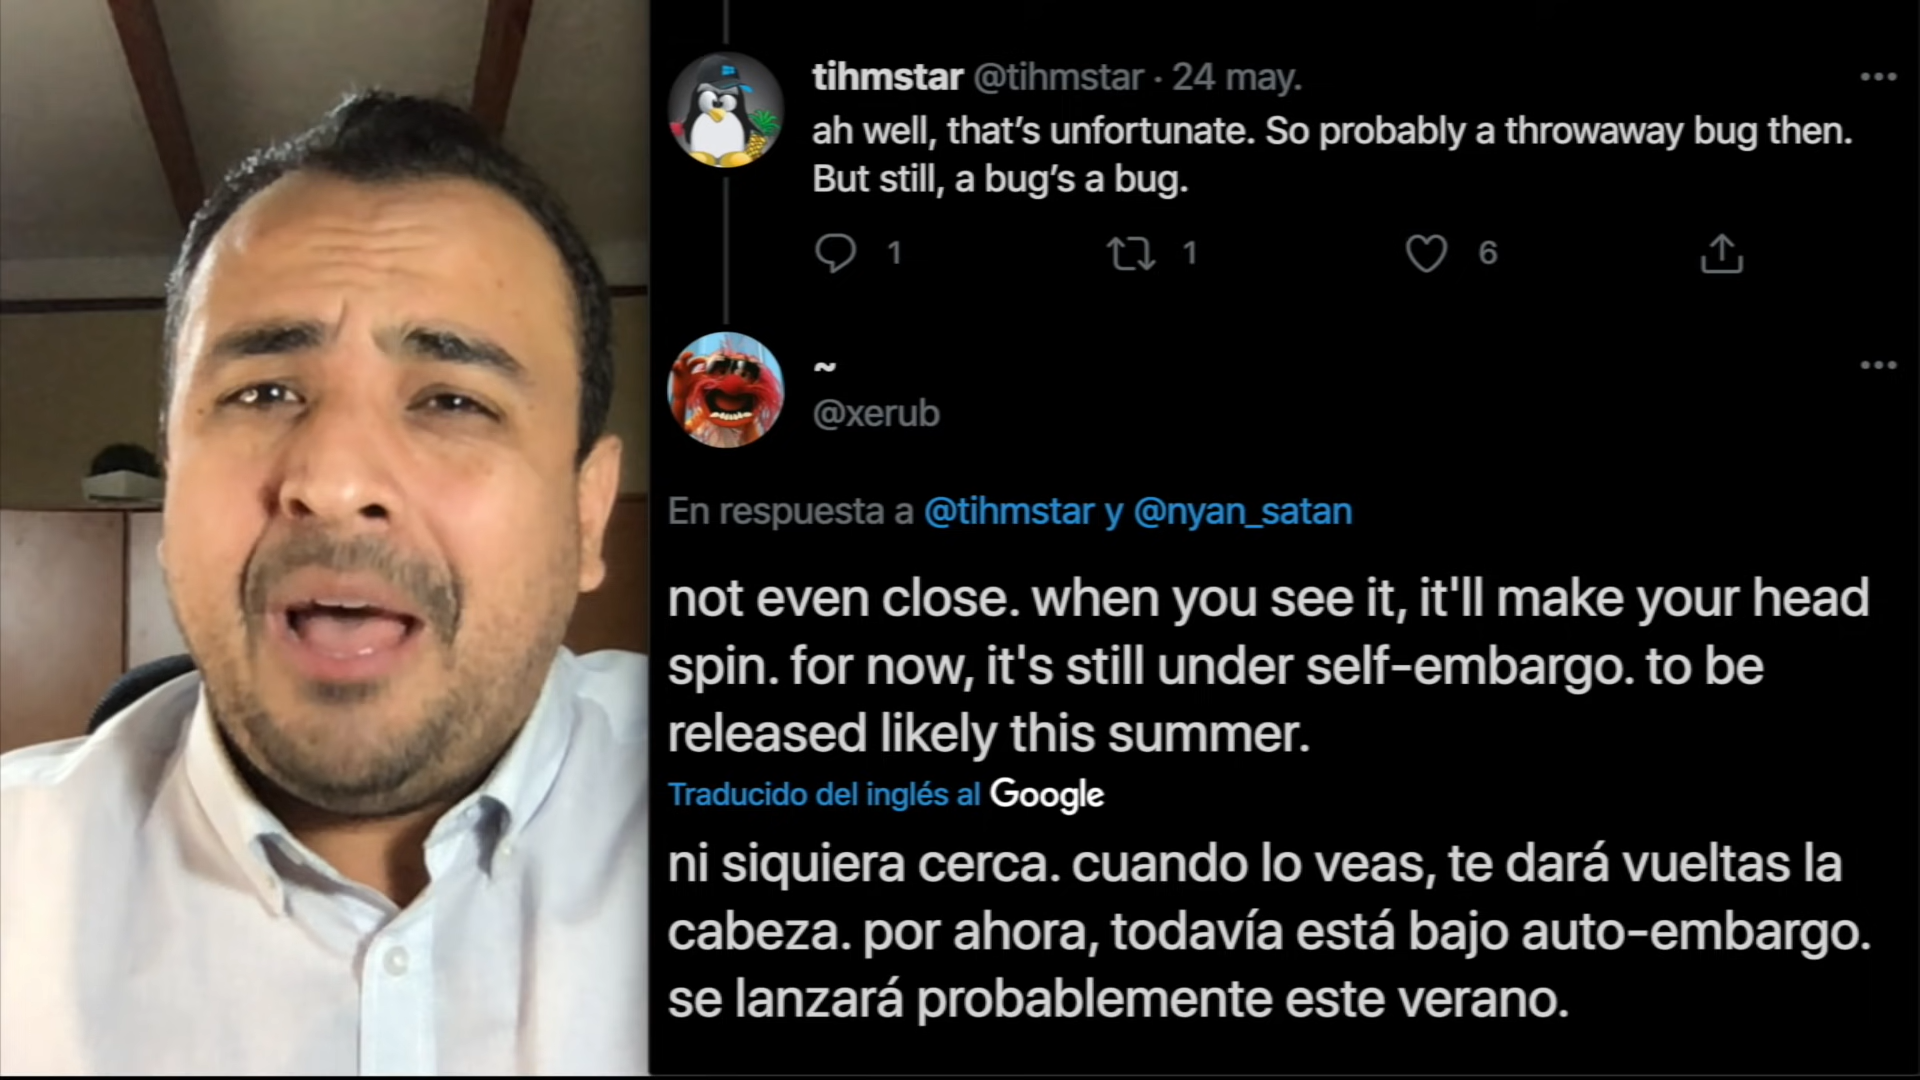 tihmstar @tihmstar · 24 may.
ah well, that’s unfortunate. So probably a throwaway bug then.
But still, a bug’s a bug.
1 1 6
~
@xerub
En respuesta a @tihmstar y @nyan_satan
not even close. when you see it, it'll make your head
spin. for now, it's still under self-embargo. to be
released likely this summer.
Traducido del inglés al Google
ni siquiera cerca. cuando lo veas, te dará vueltas la
cabeza. por ahora, todavía está bajo auto-embargo.
se lanzará probablemente este verano.